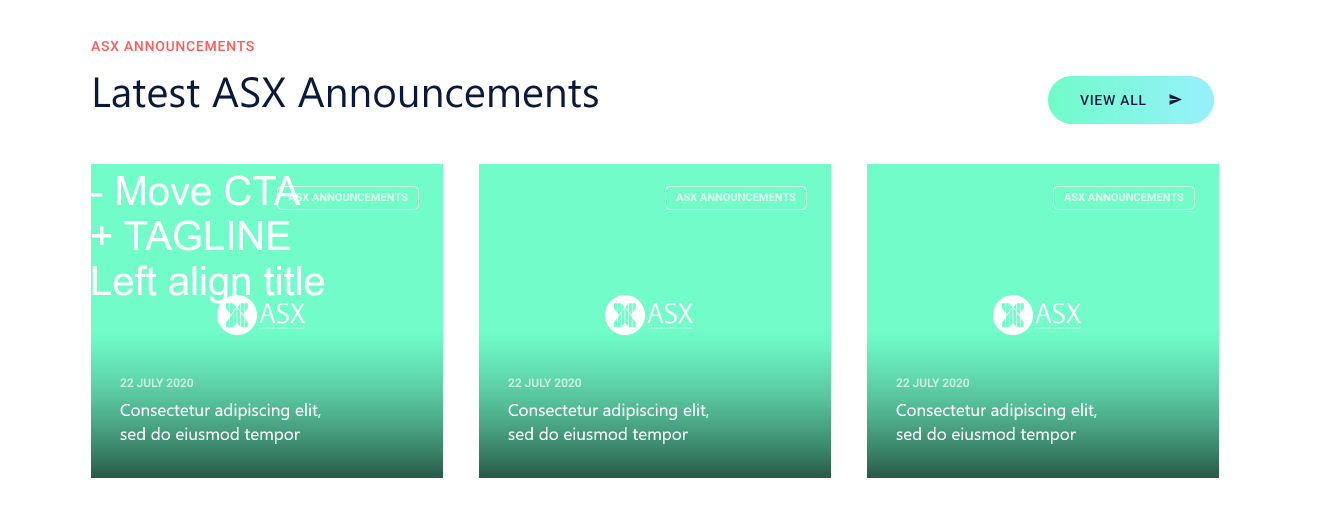 ASX ANNOUNCEMENTS
Latest ASX Announcements
VIEW ALL
- Move CTA
+ TAGLINE
Left align title
ASX ANNOUNCEMENTS
ASX
22 JULY 2020
Consectetur adipiscing elit,
sed do eiusmod tempor
ASX ANNOUNCEMENTS
ASX
22 JULY 2020
Consectetur adipiscing elit,
sed do eiusmod tempor
ASX ANNOUNCEMENTS
ASX
22 JULY 2020
Consectetur adipiscing elit,
sed do eiusmod tempor